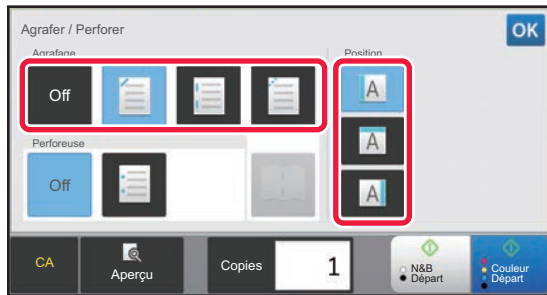 Agrafer / Perforer
OK
Agrafage
Position
Off
A
A
A
Perforeuse
Off
CA
Aperçu
Copies
1
N&B
Départ
Couleur
Départ